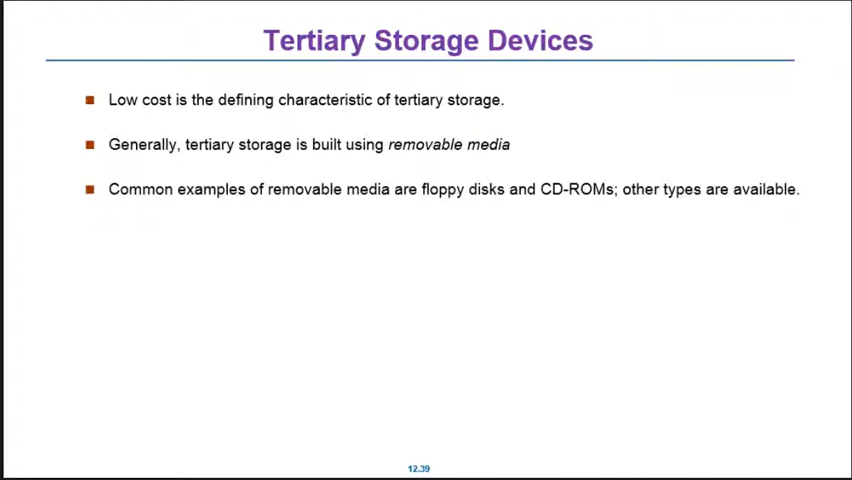 Tertiary Storage Devices
Low cost is the defining characteristic of tertiary storage.
Generally, tertiary storage is built using removable media
Common examples of removable media are floppy disks and CD-ROMs; other types are available.
12.39